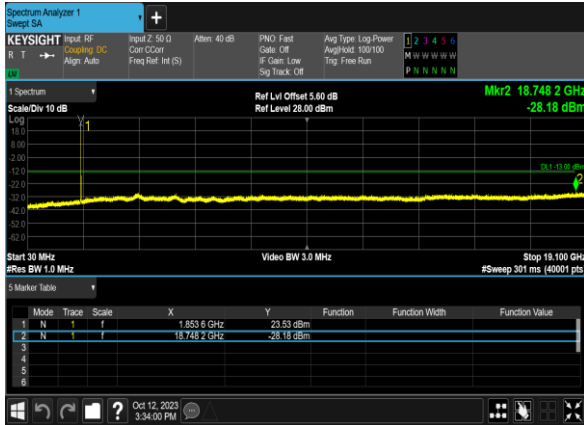 Spectrum Analyzer 1
Swept SA
+
KEYSIGHT Input: RF Input Z: 50 Ω Atten: 40 dB PNO: Fast Avg Type: Log-Power 1 2 3 4 5 6
R T Coupling: DC Corr CCorr Gate: Off Avg|Hold: 100/100 M W W W W W
Align: Auto Freq Ref: Int (S) IF Gain: Low Trig: Free Run
Sig Track: Off P N N N N N
1 Spectrum
Ref Lvl Offset 5.60 dB Mkr2 18.748 2 GHz
Scale/Div 10 dB Ref Level 28.00 dBm -28.18 dBm
Log
1
18.0
8.00
-2.00
-12.0 DL1 -13.00 dBm
-22.0 2
-32.0
-42.0
-52.0
-62.0
Start 30 MHz Video BW 3.0 MHz Stop 19.100 GHz
#Res BW 1.0 MHz #Sweep 301 ms (40001 pts
5 Marker Table
Mode Trace Scale X Y Function Function Width Function Value
1 N 1 f 1.853 6 GHz 23.53 dBm
2 N 1 f 18.748 2 GHz -28.18 dBm
3
4
5
6
? Oct 12, 2023
3:34:00 PM